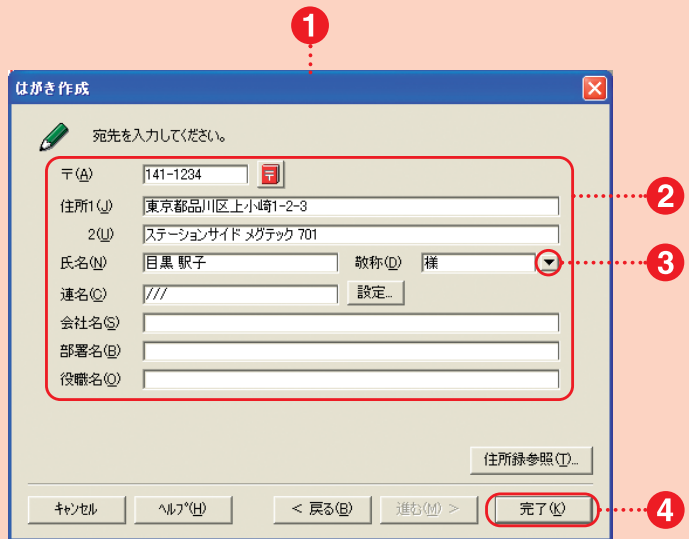 1
はがき作成
宛先を入力してください。
〒(A) 141-1234 〒
住所1(J) 東京都品川区上小崎1-2-3
2(U) ステーションサイド メグテック 701
氏名(N) 目黒 駅子 敬称(D) 様
連名(C) /// 設定...
会社名(S)
部署名(B)
役職名(O)
2
3
住所録参照(T)...
キャンセル ヘルプ(H) < 戻る(B) 進む(M) > 完了(K)
4